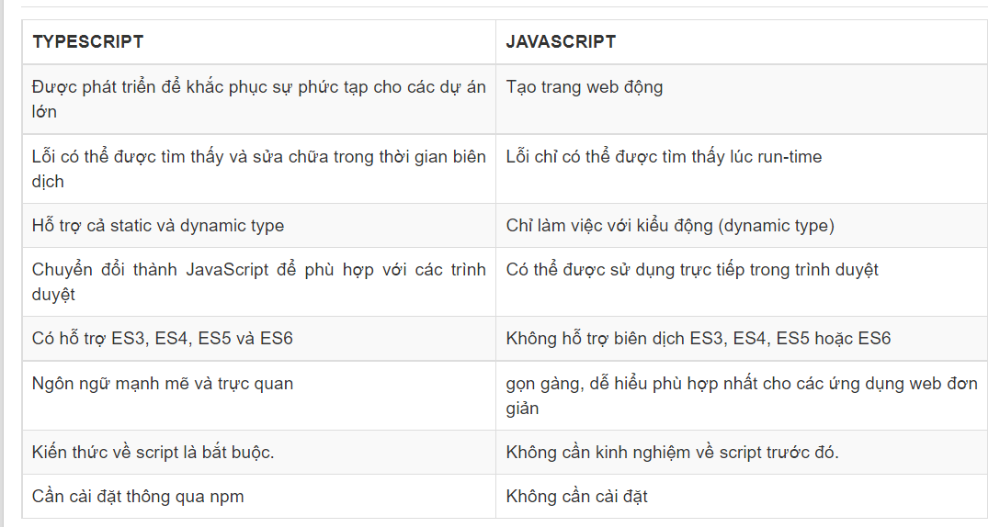 TYPESCRIPT
JAVASCRIPT
Được phát triển để khắc phục sự phức tạp cho các dự án
lớn
Tạo trang web động
Lỗi có thể được tìm thấy và sửa chữa trong thời gian biên
dịch
Lỗi chỉ có thể được tìm thấy lúc run-time
Hỗ trợ cả static và dynamic type
Chỉ làm việc với kiểu động (dynamic type)
Chuyển đổi thành JavaScript để phù hợp với các trình
duyệt
Có thể được sử dụng trực tiếp trong trình duyệt
Có hỗ trợ ES3, ES4, ES5 và ES6
Không hỗ trợ biên dịch ES3, ES4, ES5 hoặc ES6
Ngôn ngữ mạnh mẽ và trực quan
gọn gàng, dễ hiểu phù hợp nhất cho các ứng dụng web đơn
giản
Kiến thức về script là bắt buộc.
Không cần kinh nghiệm về script trước đó.
Cần cài đặt thông qua npm
Không cần cài đặt